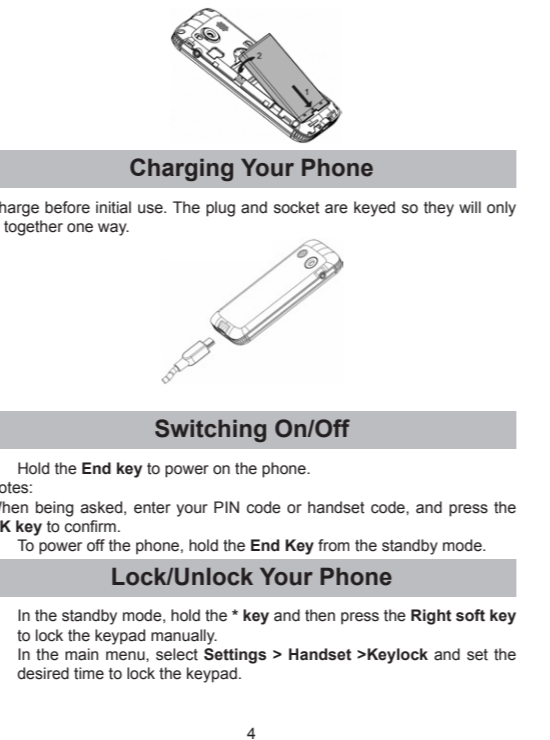 2
1
Charging Your Phone
harge before initial use. The plug and socket are keyed so they will only
together one way.
Switching On/Off
Hold the End key to power on the phone.
otes:
hen being asked, enter your PIN code or handset code, and press the
K key to confirm.
To power off the phone, hold the End Key from the standby mode.
Lock/Unlock Your Phone
In the standby mode, hold the * key and then press the Right soft key
to lock the keypad manually.
In the main menu, select Settings > Handset >Keylock and set the
desired time to lock the keypad.
4